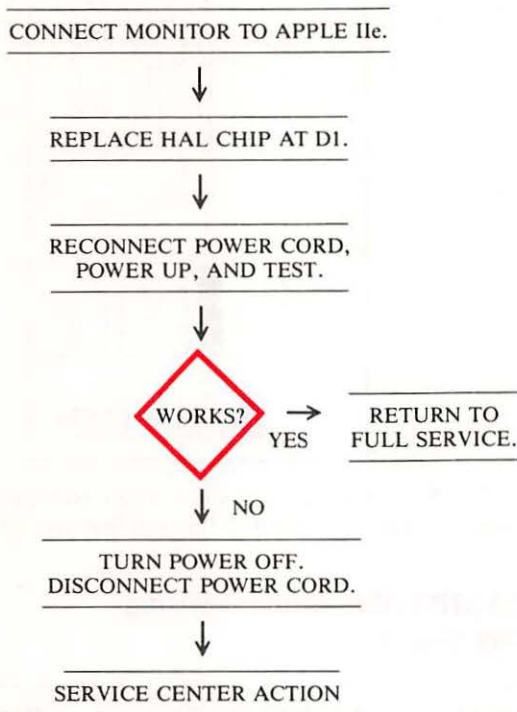 CONNECT MONITOR TO APPLE IIe.
REPLACE HAL CHIP AT D1.
RECONNECT POWER CORD,
POWER UP, AND TEST.
WORKS?
YES
RETURN TO
FULL SERVICE.
NO
TURN POWER OFF.
DISCONNECT POWER CORD.
SERVICE CENTER ACTION